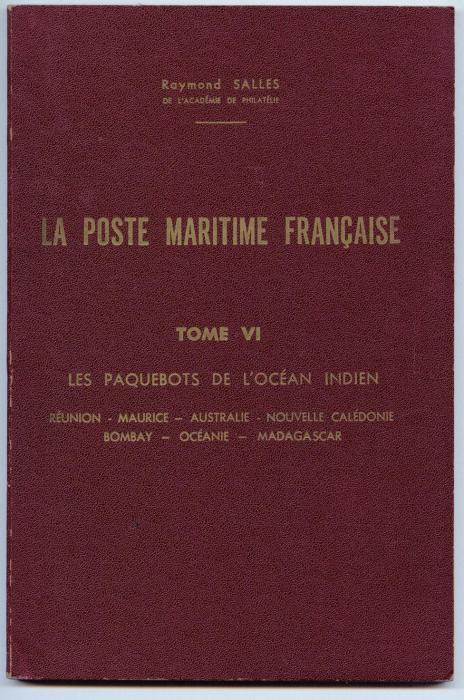 Raymond SALLES
DE L'ACADÉMIE DE PHILATÉLIE
LA POSTE MARITIME FRANÇAISE
TOME VI
LES PAQUEBOTS DE L'OCÉAN INDIEN
RÉUNION - MAURICE — AUSTRALIE - NOUVELLE CALÉDONIE
BOMBAY — OCÉANIE — MADAGASCAR